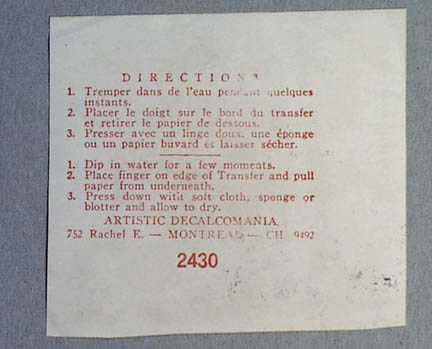 DIRECTIONS
1. Tremper dans de l'eau pendant quelques
instants.
2. Placer le doigt sur le bord du transfer
et retirer le papier de dessous.
3. Presser avec un linge doux, une éponge
ou un papier buvard et laisser sécher.
1. Dip in water for a few moments.
2. Place finger on edge of Transfer and pull
paper from underneath.
3. Press down with soft cloth, sponge or
blotter and allow to dry.
ARTISTIC DECALCOMANIA
752 Rachel E. — MONTREAL — CH. 9492
2430